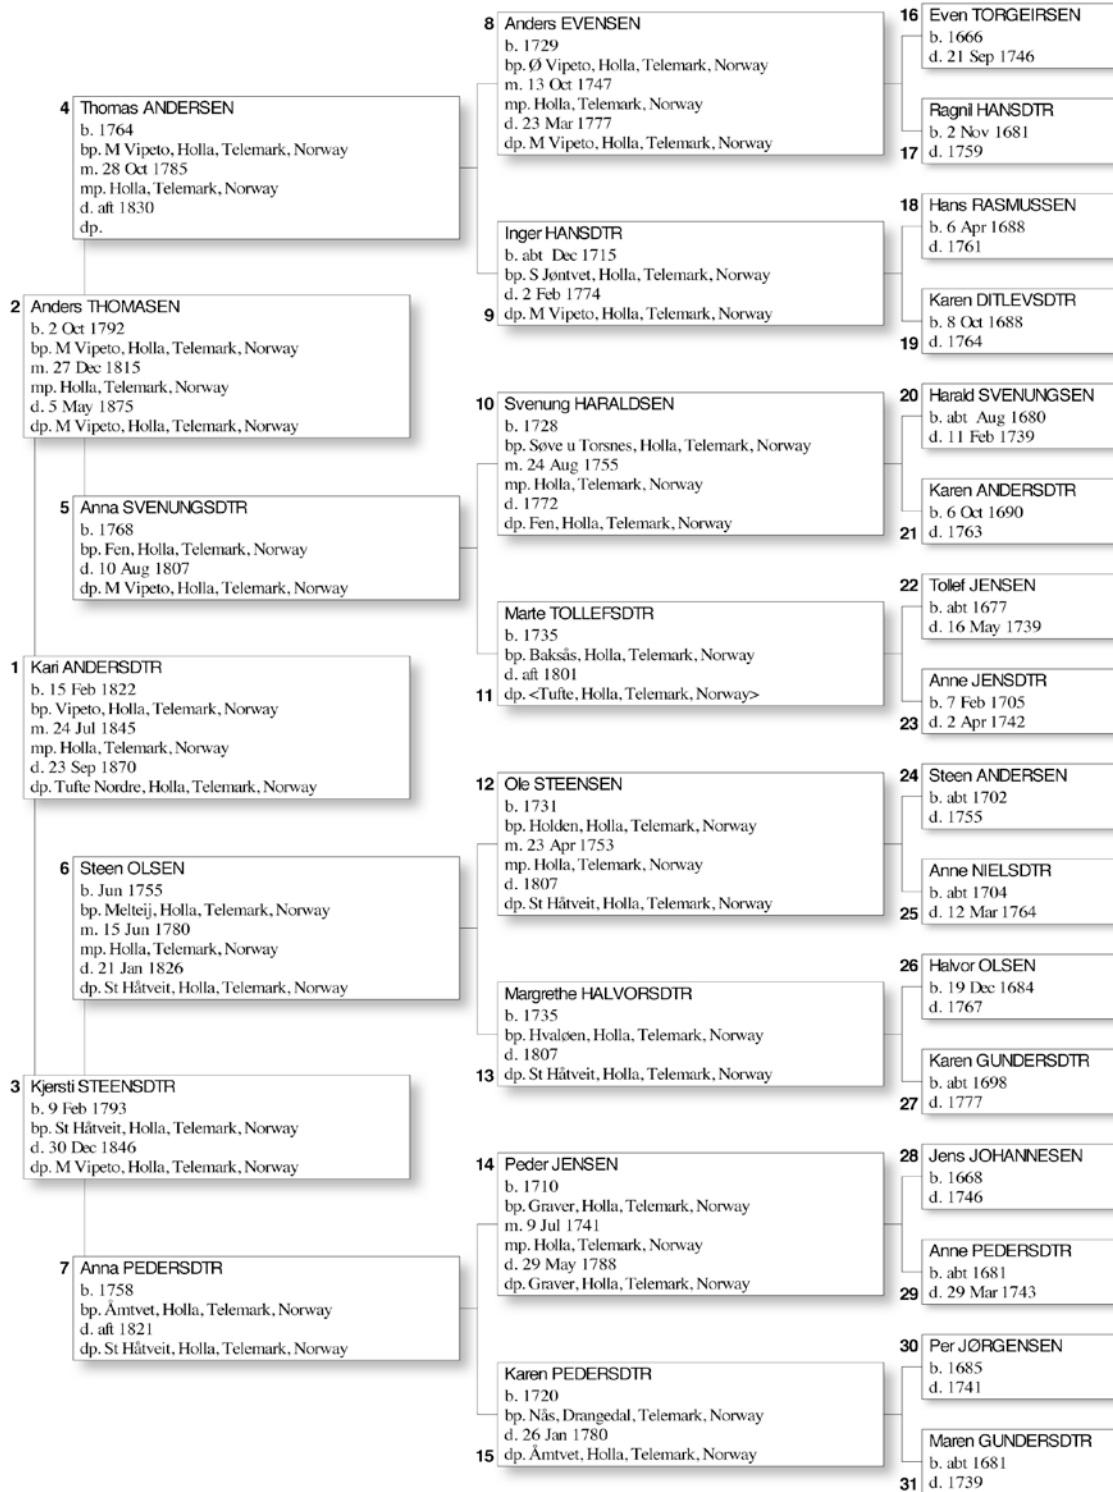 1 Kari ANDERSDTR
b. 15 Feb 1822
bp. Vipeto, Holla, Telemark, Norway
m. 24 Jul 1845
mp. Holla, Telemark, Norway
d. 23 Sep 1870
dp. Tufte Nordre, Holla, Telemark, Norway
2 Anders THOMASEN
b. 2 Oct 1792
bp. M Vipeto, Holla, Telemark, Norway
m. 27 Dec 1815
mp. Holla, Telemark, Norway
d. 5 May 1875
dp. M Vipeto, Holla, Telemark, Norway
3 Kjersti STEENSDTR
b. 9 Feb 1793
bp. St Håtveit, Holla, Telemark, Norway
d. 30 Dec 1846
dp. M Vipeto, Holla, Telemark, Norway
4 Thomas ANDERSEN
b. 1764
bp. M Vipeto, Holla, Telemark, Norway
m. 28 Oct 1785
mp. Holla, Telemark, Norway
d. aft 1830
dp.
5 Anna SVENUNGSDTR
b. 1768
bp. Fen, Holla, Telemark, Norway
d. 10 Aug 1807
dp. M Vipeto, Holla, Telemark, Norway
6 Steen OLSEN
b. Jun 1755
bp. Melteij, Holla, Telemark, Norway
m. 15 Jun 1780
mp. Holla, Telemark, Norway
d. 21 Jan 1826
dp. St Håtveit, Holla, Telemark, Norway
7 Anna PEDERSDTR
b. 1758
bp. Åmtvet, Holla, Telemark, Norway
d. aft 1821
dp. St Håtveit, Holla, Telemark, Norway
8 Anders EVENSEN
b. 1729
bp. Ø Vipeto, Holla, Telemark, Norway
m. 13 Oct 1747
mp. Holla, Telemark, Norway
d. 23 Mar 1777
dp. M Vipeto, Holla, Telemark, Norway
Inger HANSDTR
b. abt Dec 1715
bp. S Jøntvet, Holla, Telemark, Norway
d. 2 Feb 1774
9 dp. M Vipeto, Holla, Telemark, Norway
10 Svenung HARALDSEN
b. 1728
bp. Søve u Torsnes, Holla, Telemark, Norway
m. 24 Aug 1755
mp. Holla, Telemark, Norway
d. 1772
dp. Fen, Holla, Telemark, Norway
Marte TOLLEFSDTR
b. 1735
bp. Baksås, Holla, Telemark, Norway
d. aft 1801
11 dp. <Tufte, Holla, Telemark, Norway>
12 Ole STEENSEN
b. 1731
bp. Holden, Holla, Telemark, Norway
m. 23 Apr 1753
mp. Holla, Telemark, Norway
d. 1807
dp. St Håtveit, Holla, Telemark, Norway
Margrethe HALVORSDTR
b. 1735
bp. Hvaløen, Holla, Telemark, Norway
d. 1807
13 dp. St Håtveit, Holla, Telemark, Norway
14 Peder JENSEN
b. 1710
bp. Graver, Holla, Telemark, Norway
m. 9 Jul 1741
mp. Holla, Telemark, Norway
d. 29 May 1788
dp. Graver, Holla, Telemark, Norway
Karen PEDERSDTR
b. 1720
bp. Nås, Drangedal, Telemark, Norway
d. 26 Jan 1780
15 dp. Åmtvet, Holla, Telemark, Norway
16 Even TORGEIRSEN
b. 1666
d. 21 Sep 1746
Ragnil HANSDTR
b. 2 Nov 1681
17 d. 1759
18 Hans RASMUSSEN
b. 6 Apr 1688
d. 1761
Karen DITLEVSDTR
b. 8 Oct 1688
19 d. 1764
20 Harald SVENUNGSEN
b. abt Aug 1680
d. 11 Feb 1739
Karen ANDERSDTR
b. 6 Oct 1690
21 d. 1763
22 Tollef JENSEN
b. abt 1677
d. 16 May 1739
Anne JENSDTR
b. 7 Feb 1705
23 d. 2 Apr 1742
24 Steen ANDERSEN
b. abt 1702
d. 1755
Anne NIELSDTR
b. abt 1704
25 d. 12 Mar 1764
26 Halvor OLSEN
b. 19 Dec 1684
d. 1767
Karen GUNDERSDTR
b. abt 1698
27 d. 1777
28 Jens JOHANNESEN
b. 1668
d. 1746
Anne PEDERSDTR
b. abt 1681
29 d. 29 Mar 1743
30 Per JØRGENSEN
b. 1685
d. 1741
Maren GUNDERSDTR
b. abt 1681
31 d. 1739